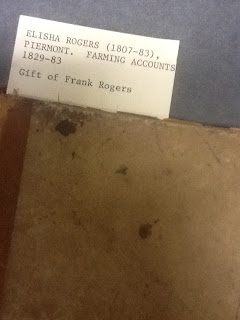 ELISHA ROGERS (1807-83),
PIERMONT. FARMING ACCOUNTS
1829-83
Gift of Frank Rogers